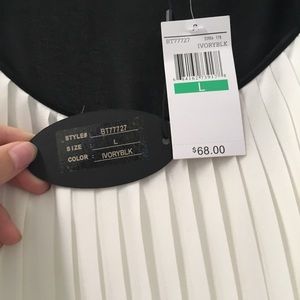 BT77727
IVORYBLK
L
$68.00
STYLE# : BT77727
SIZE : L
COLOR : IVORYBLK